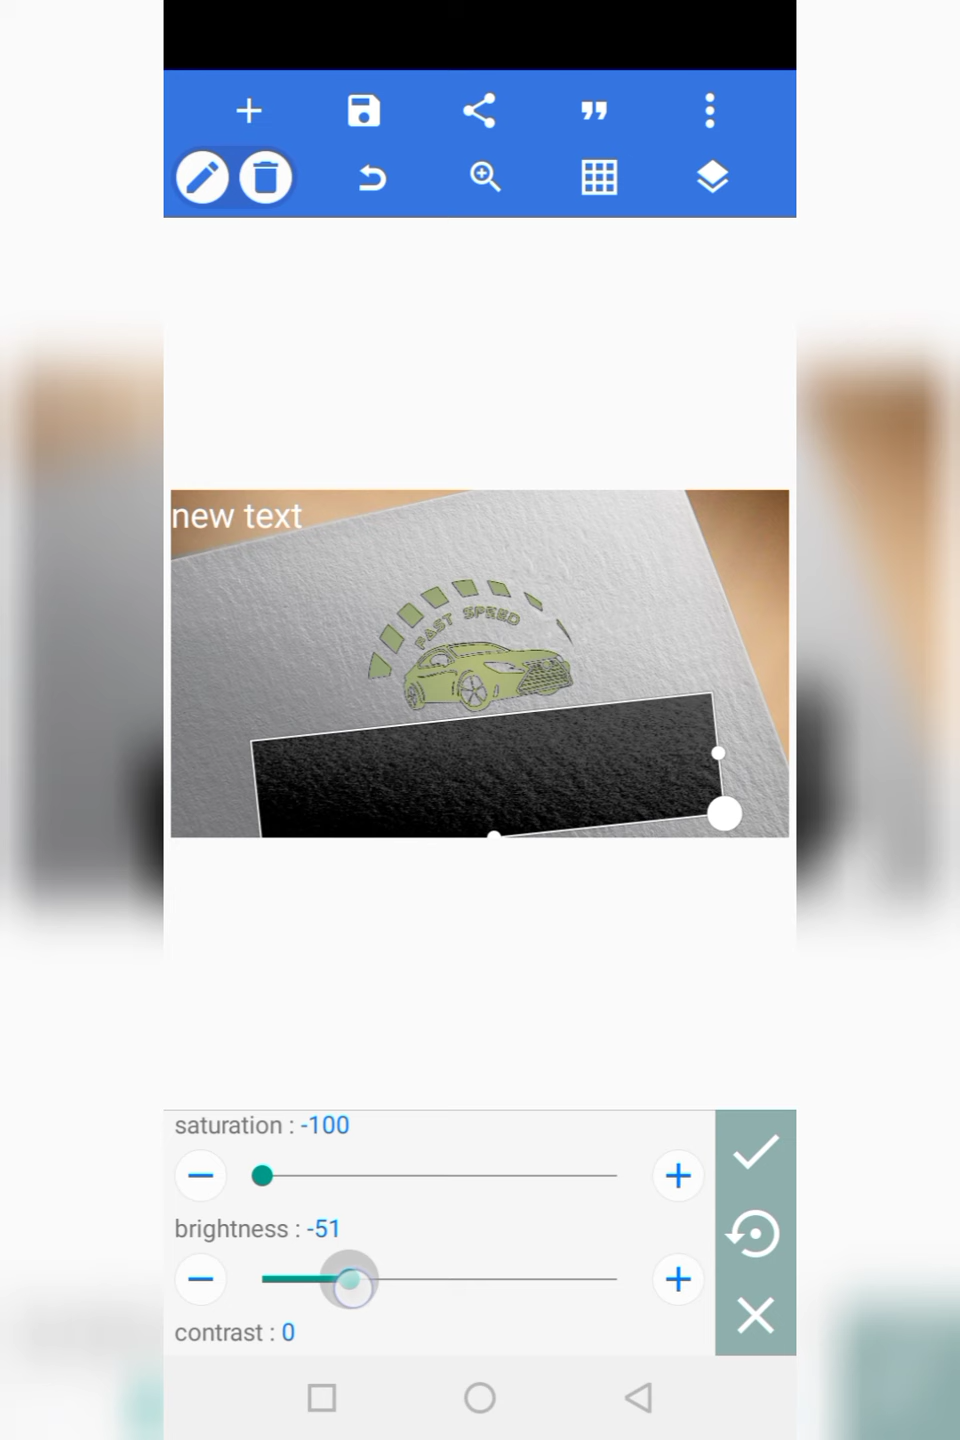 new text
FAST SPEED
saturation : -100
brightness : -51
contrast : 0